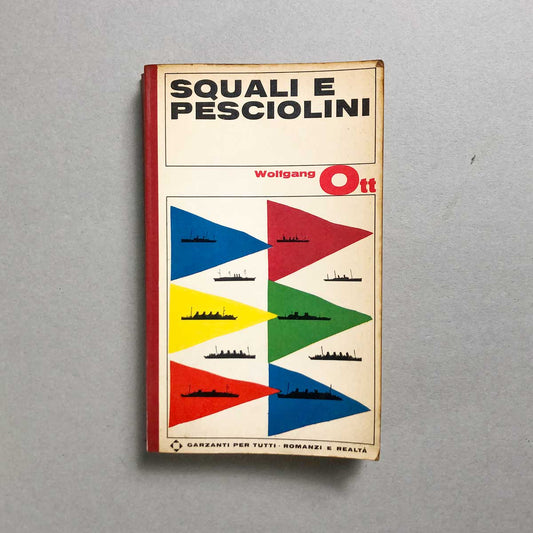 SQUALI E
PESCIOLINI
Wolfgang Ott
GARZANTI PER TUTTI · ROMANZI E REALTÀ